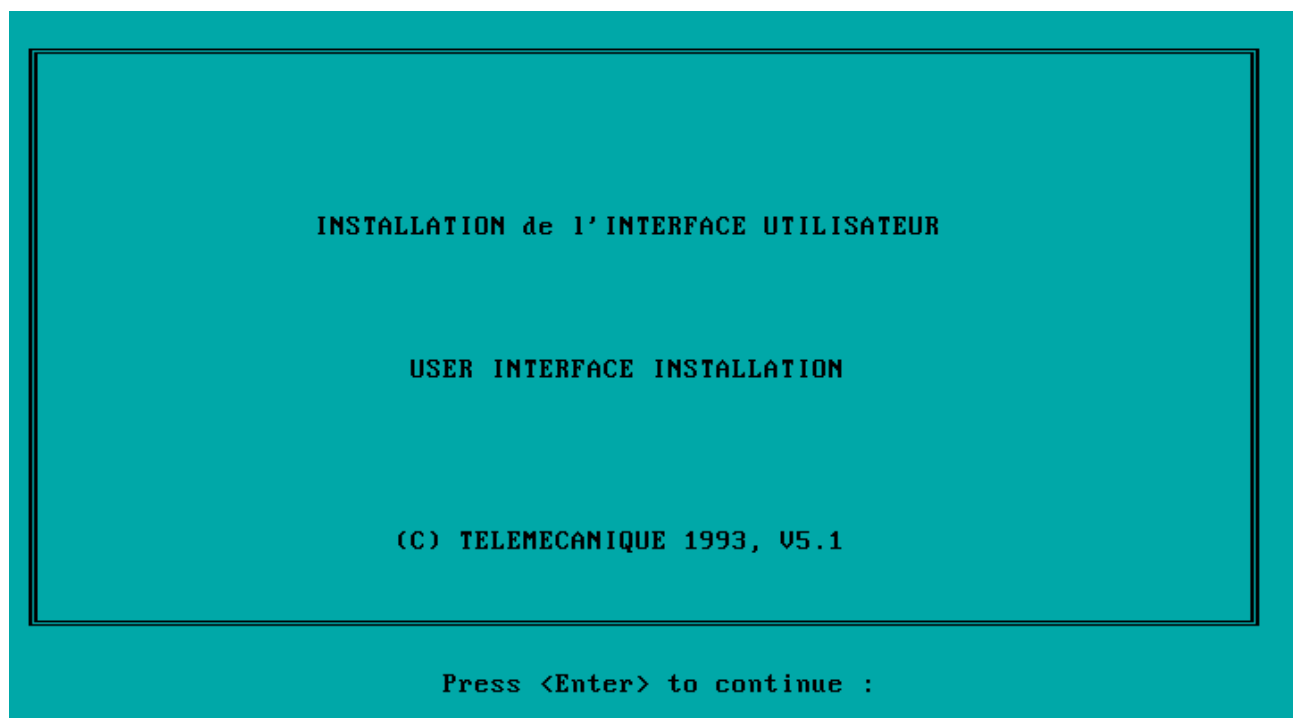 INSTALLATION de l'INTERFACE UTILISATEUR
USER INTERFACE INSTALLATION
(C) TELEMECANIQUE 1993, V5.1
Press <Enter> to continue :